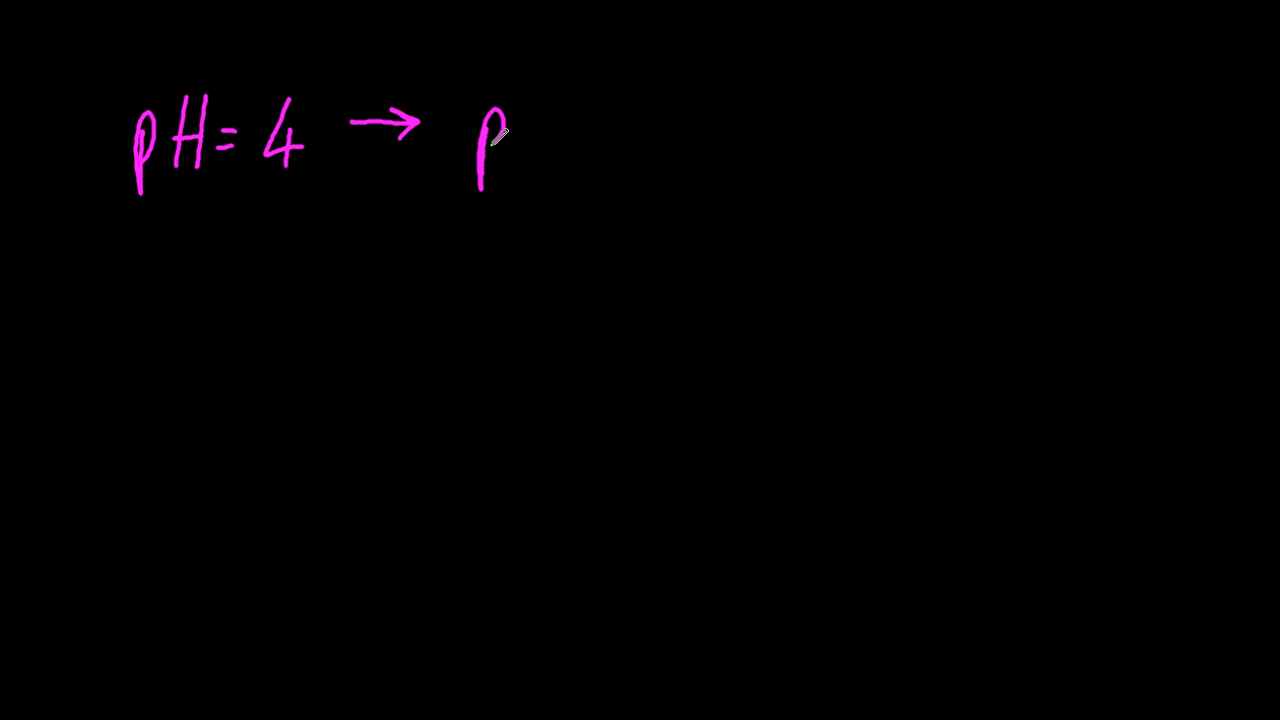 pH = 4 → p